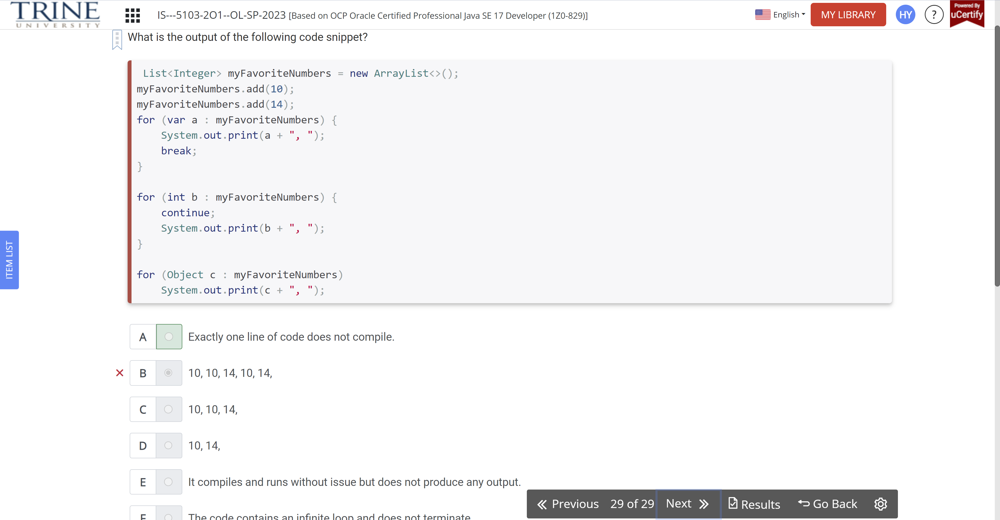 TRINE
UNIVERSITY
IS---5103-2O1--OL-SP-2023 [Based on OCP Oracle Certified Professional Java SE 17 Developer (1Z0-829)]
English
MY LIBRARY
HY
?
Powered By
uCertify
What is the output of the following code snippet?
List<Integer> myFavoriteNumbers = new ArrayList<>();
myFavoriteNumbers.add(10);
myFavoriteNumbers.add(14);
for (var a : myFavoriteNumbers) {
    System.out.print(a + ", ");
    break;
}
for (int b : myFavoriteNumbers) {
    continue;
    System.out.print(b + ", ");
}
for (Object c : myFavoriteNumbers)
    System.out.print(c + ", ");
ITEM LIST
A Exactly one line of code does not compile.
B 10, 10, 14, 10, 14,
C 10, 10, 14,
D 10, 14,
E It compiles and runs without issue but does not produce any output.
F The code contains an infinite loop and does not terminate.
Previous 29 of 29 Next Results Go Back